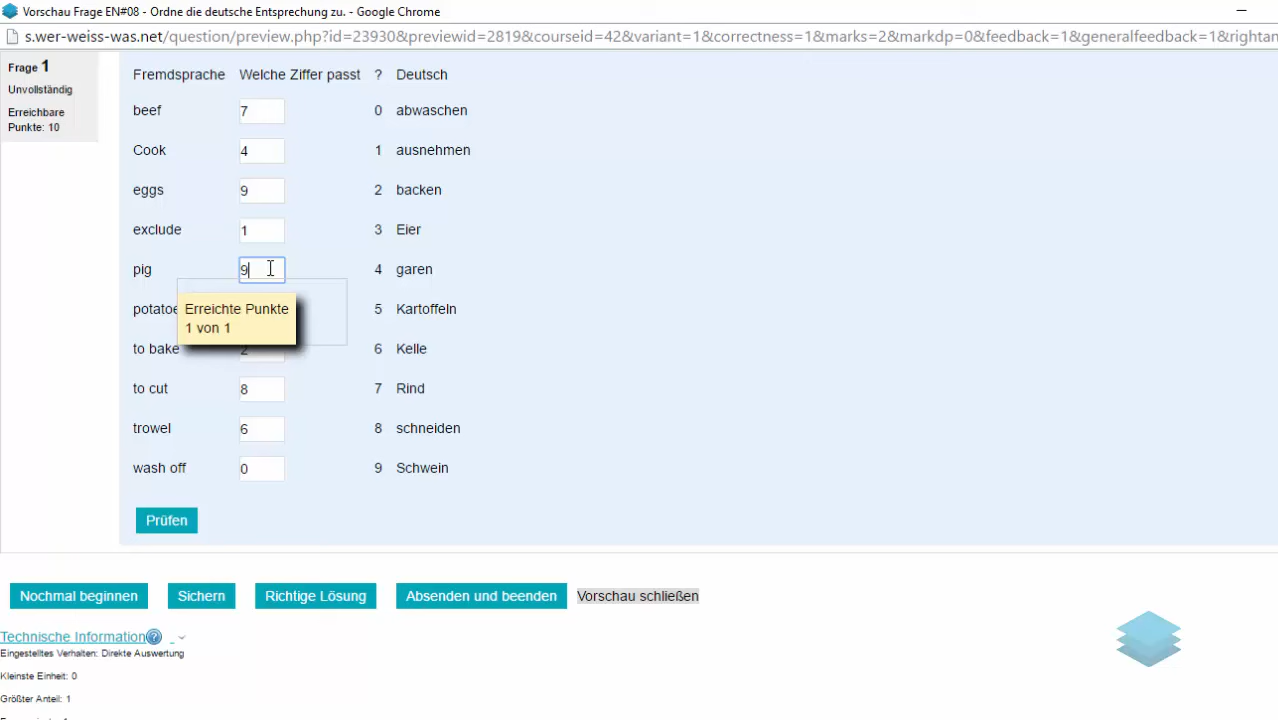 Vorschau Frage EN#08 - Ordne die deutsche Entsprechung zu. - Google Chrome
s.wer-weiss-was.net/question/preview.php?id=23930&previewid=2819&courseid=42&variant=1&correctness=1&marks=2&markdp=0&feedback=1&generalfeedback=1&rightan
Frage 1
Unvollständig
Erreichbare
Punkte: 10
Fremdsprache Welche Ziffer passt ? Deutsch
beef 7 0 abwaschen
Cook 4 1 ausnehmen
eggs 9 2 backen
exclude 1 3 Eier
pig 9 4 garen
potatoe 5 Kartoffeln
Erreichte Punkte
1 von 1
to bake 2 6 Kelle
to cut 8 7 Rind
trowel 6 8 schneiden
wash off 0 9 Schwein
Prüfen
Nochmal beginnen Sichern Richtige Lösung Absenden und beenden Vorschau schließen
Technische Information
Eingestelltes Verhalten: Direkte Auswertung
Kleinste Einheit: 0
Größter Anteil: 1